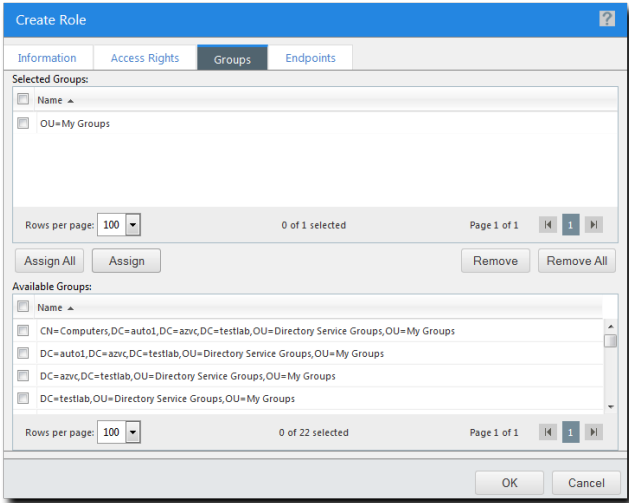 Create Role ?
Information Access Rights Groups Endpoints
Selected Groups:
Name
OU=My Groups
Rows per page: 100 0 of 1 selected Page 1 of 1 1
Assign All Assign Remove Remove All
Available Groups:
Name
CN=Computers,DC=auto1,DC=azvc,DC=testlab,OU=Directory Service Groups,OU=My Groups
DC=auto1,DC=azvc,DC=testlab,OU=Directory Service Groups,OU=My Groups
DC=azvc,DC=testlab,OU=Directory Service Groups,OU=My Groups
DC=testlab,OU=Directory Service Groups,OU=My Groups
Rows per page: 100 0 of 22 selected Page 1 of 1 1
OK Cancel